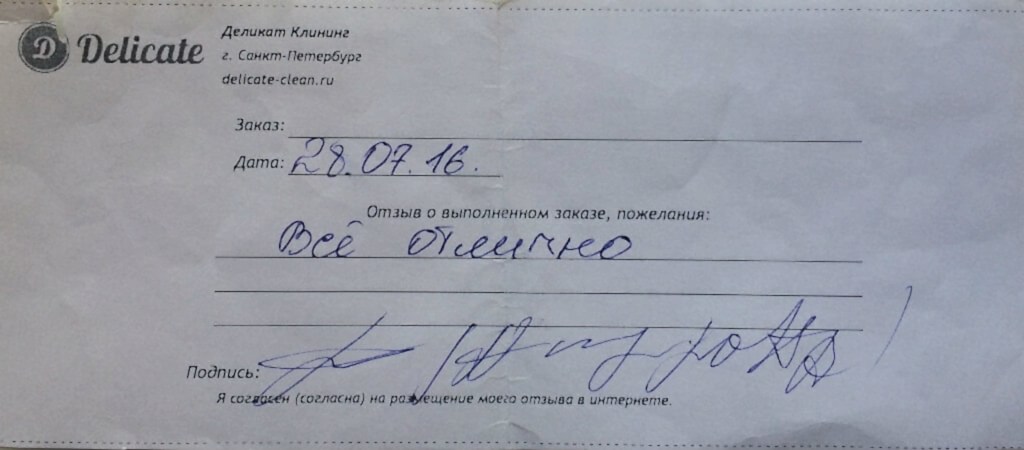 D Delicate
Деликат Клининг
г. Санкт-Петербург
delicate-clean.ru
Заказ:
Дата: 28.07.16.
Отзыв о выполненном заказе, пожелания:
Всё отлично
Подпись:
Я согласен (согласна) на размещение моего отзыва в интернете.